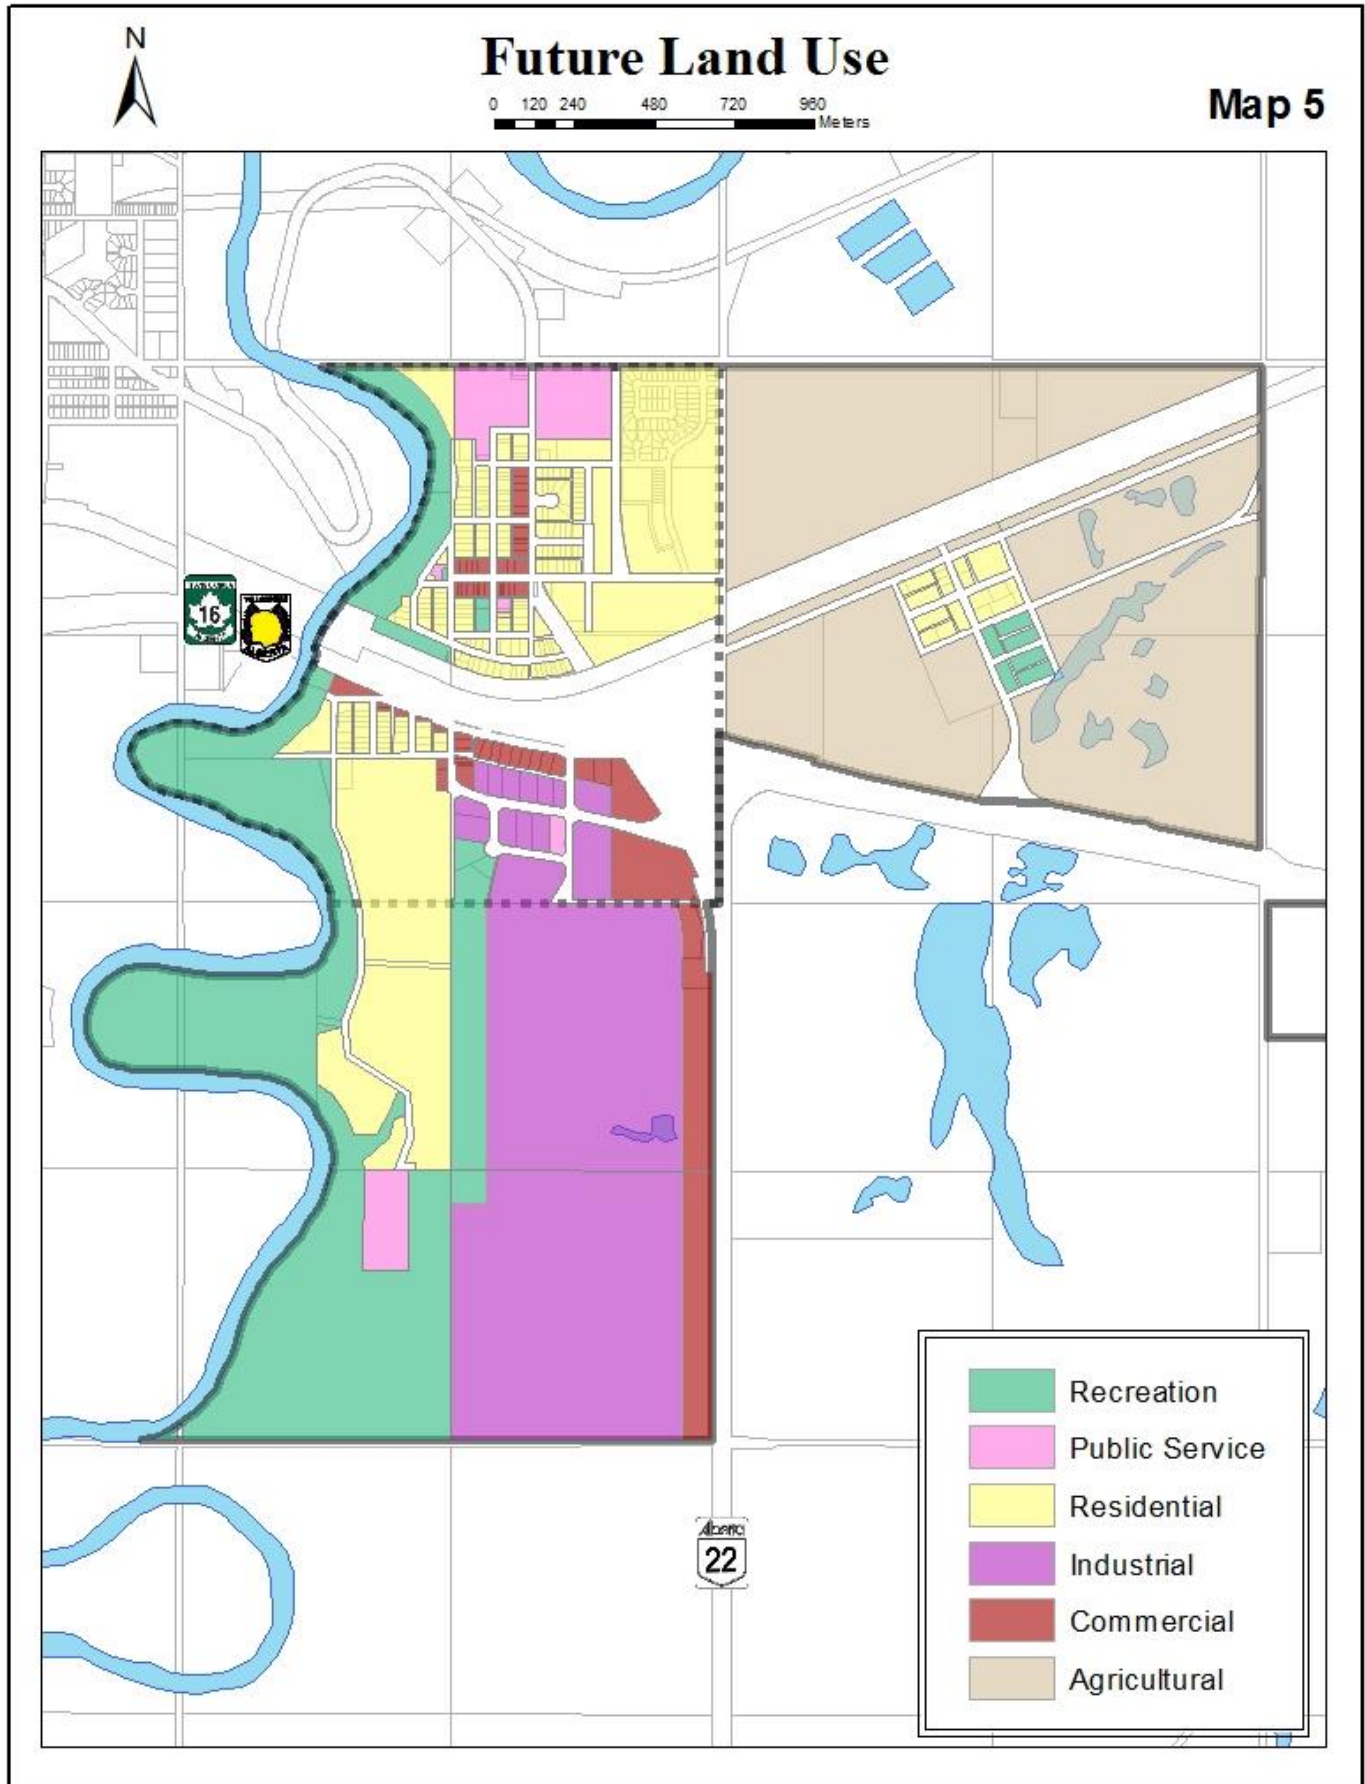 N
Future Land Use
Map 5
0 120 240 480 720 960
Meters
16
Alberta
22
Recreation
Public Service
Residential
Industrial
Commercial
Agricultural